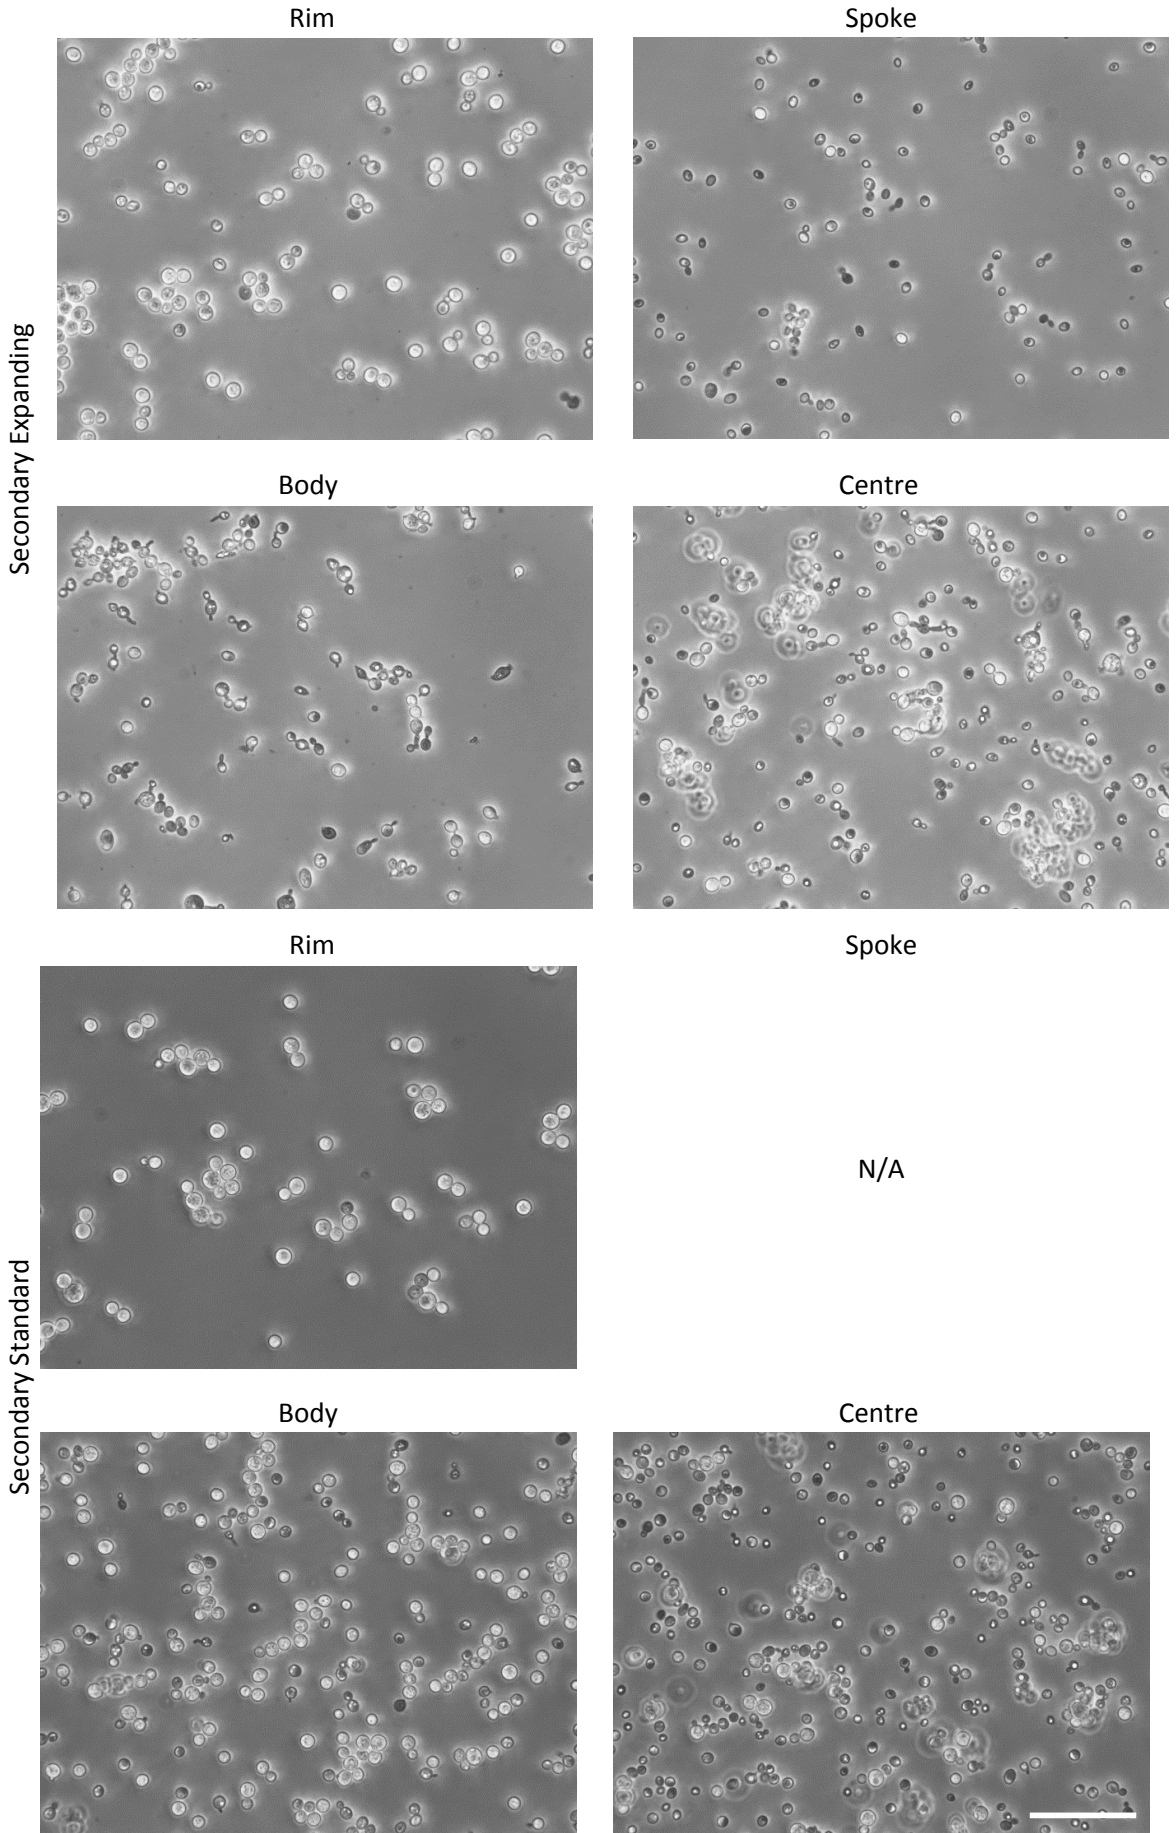 Rim
Spoke
Secondary Expanding
Body
Centre
Rim
Spoke
N/A
Secondary Standard
Body
Centre